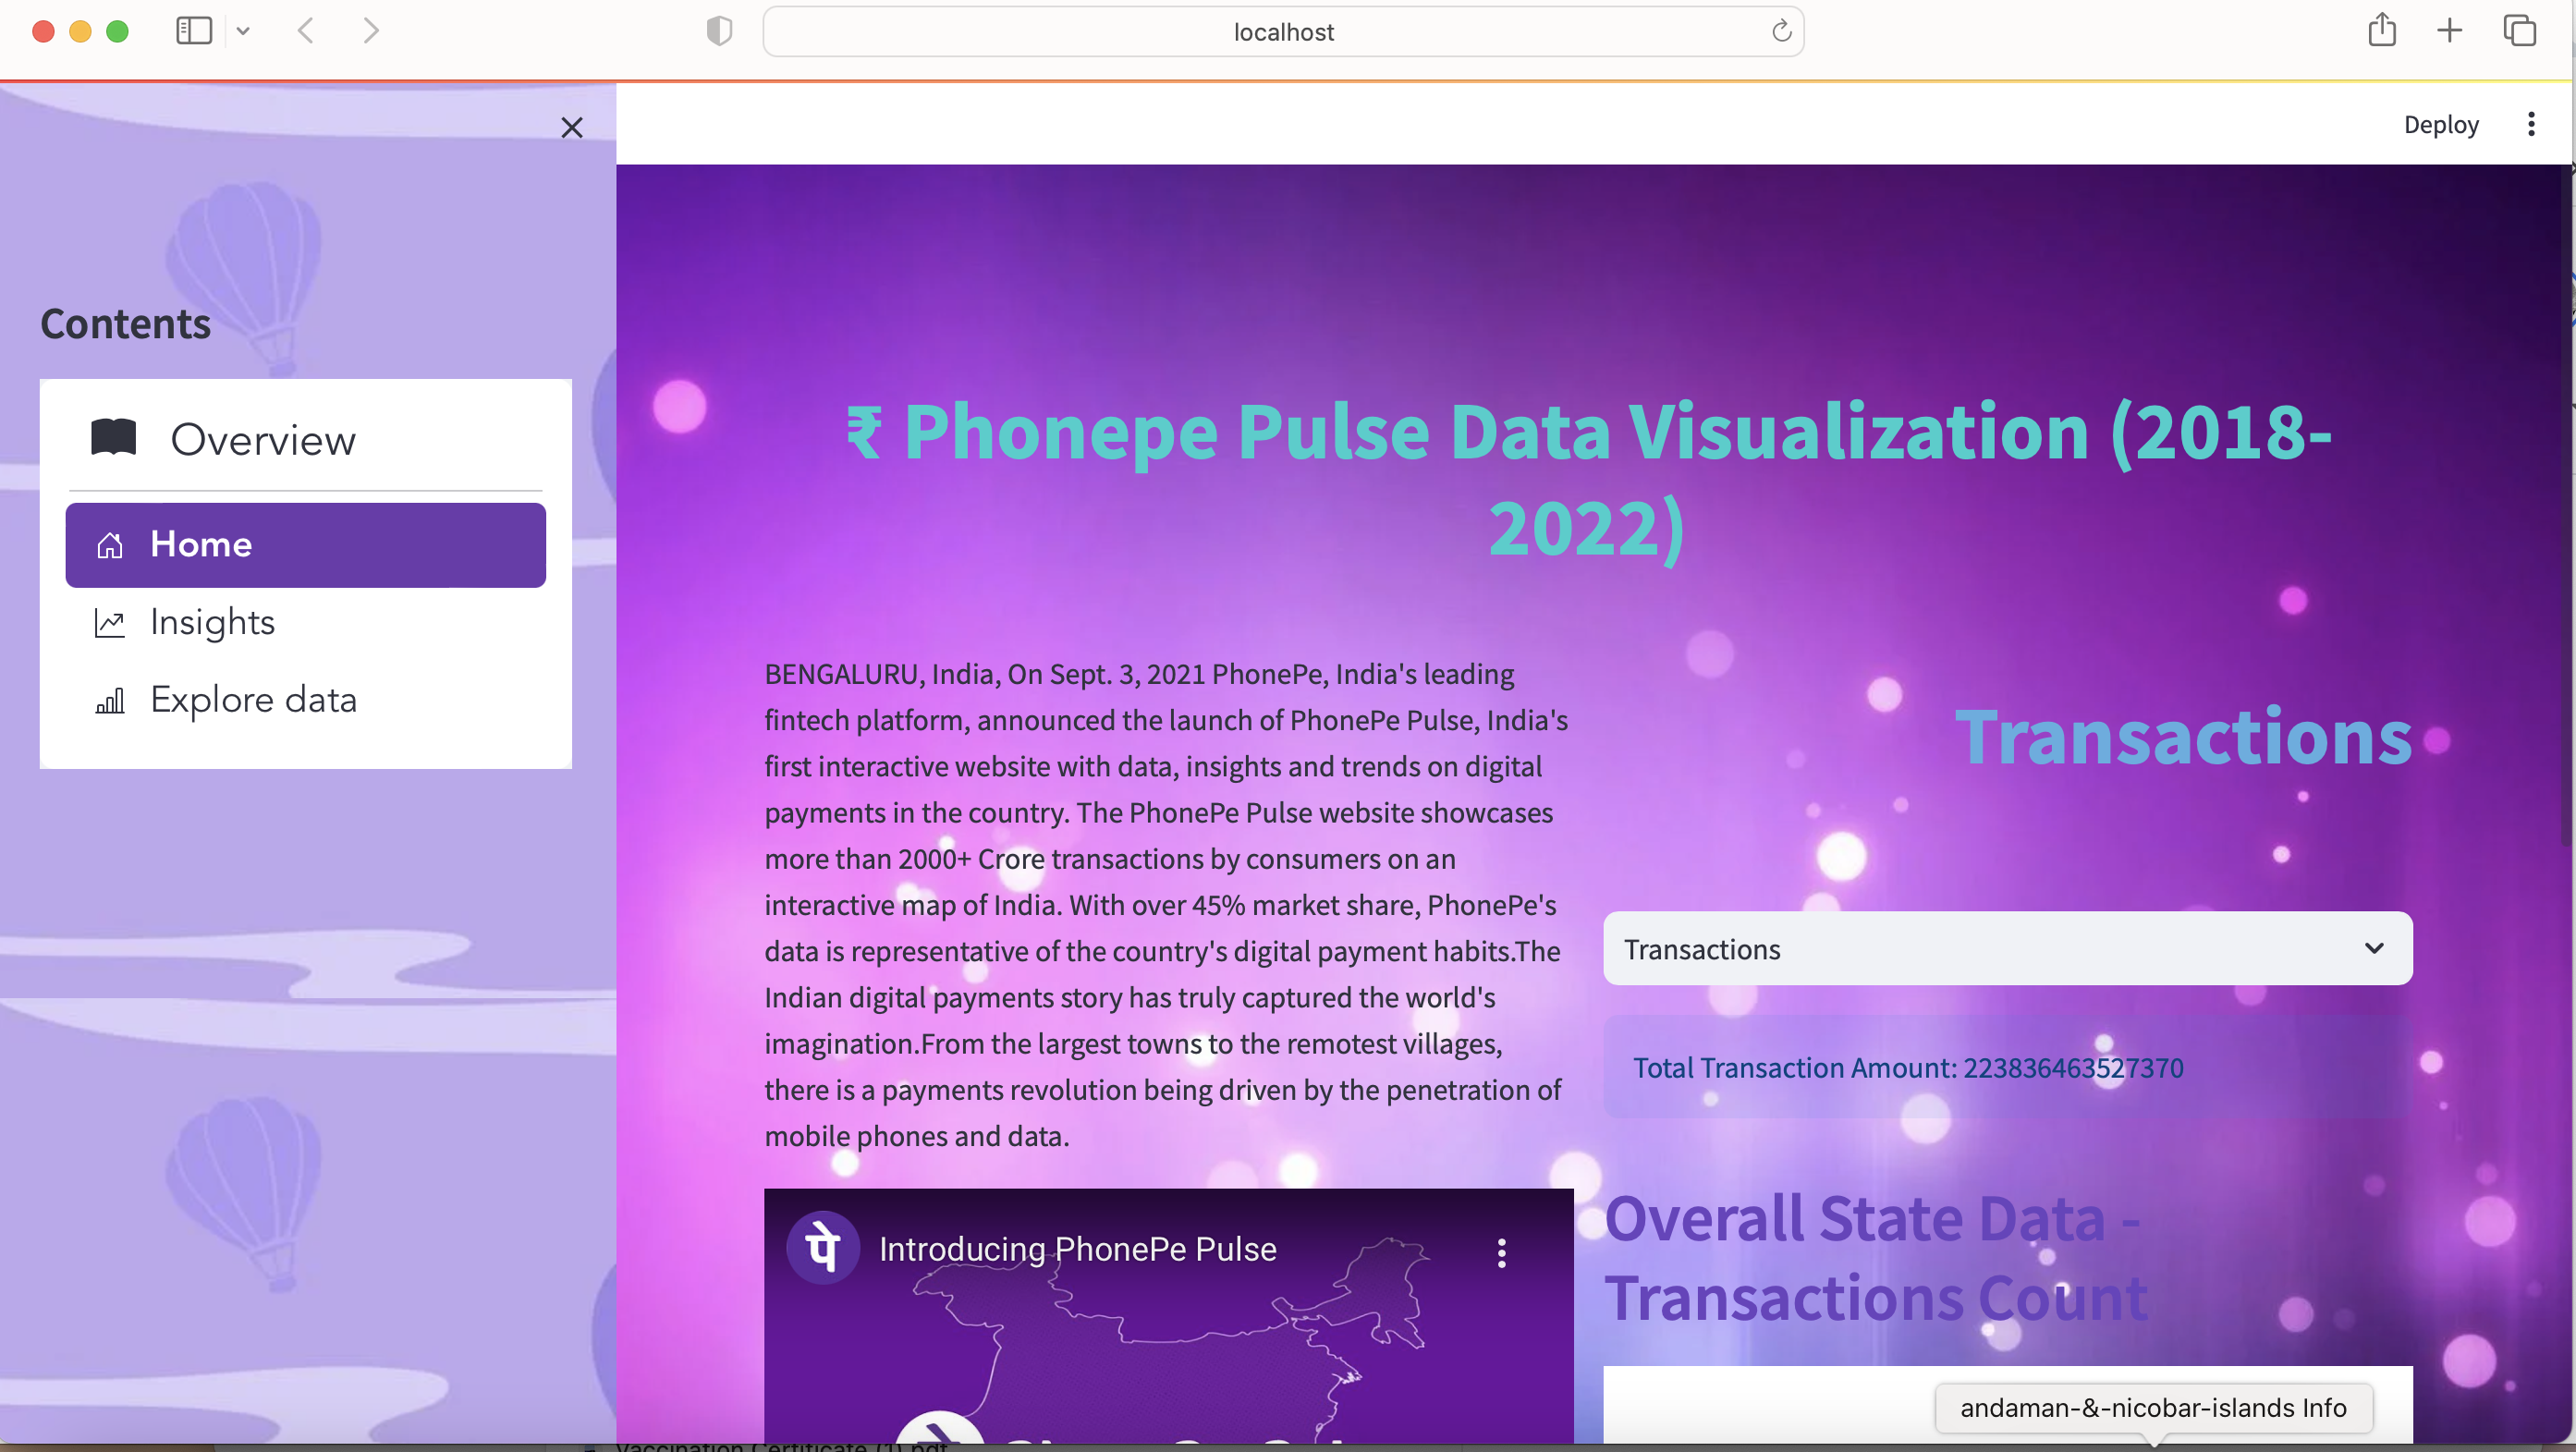 localhost
Deploy
Contents
Overview
Home
Insights
Explore data
₹ Phonepe Pulse Data Visualization (2018-
2022)
BENGALURU, India, On Sept. 3, 2021 PhonePe, India's leading
fintech platform, announced the launch of PhonePe Pulse, India's
first interactive website with data, insights and trends on digital
payments in the country. The PhonePe Pulse website showcases
more than 2000+ Crore transactions by consumers on an
interactive map of India. With over 45% market share, PhonePe's
data is representative of the country's digital payment habits.The
Indian digital payments story has truly captured the world's
imagination.From the largest towns to the remotest villages,
there is a payments revolution being driven by the penetration of
mobile phones and data.
पे
Introducing PhonePe Pulse
Transactions
Transactions
Total Transaction Amount: 223836463527370
Overall State Data -
Transactions Count
andaman-&-nicobar-islands Info
Vaccination Certificate (1).pdf